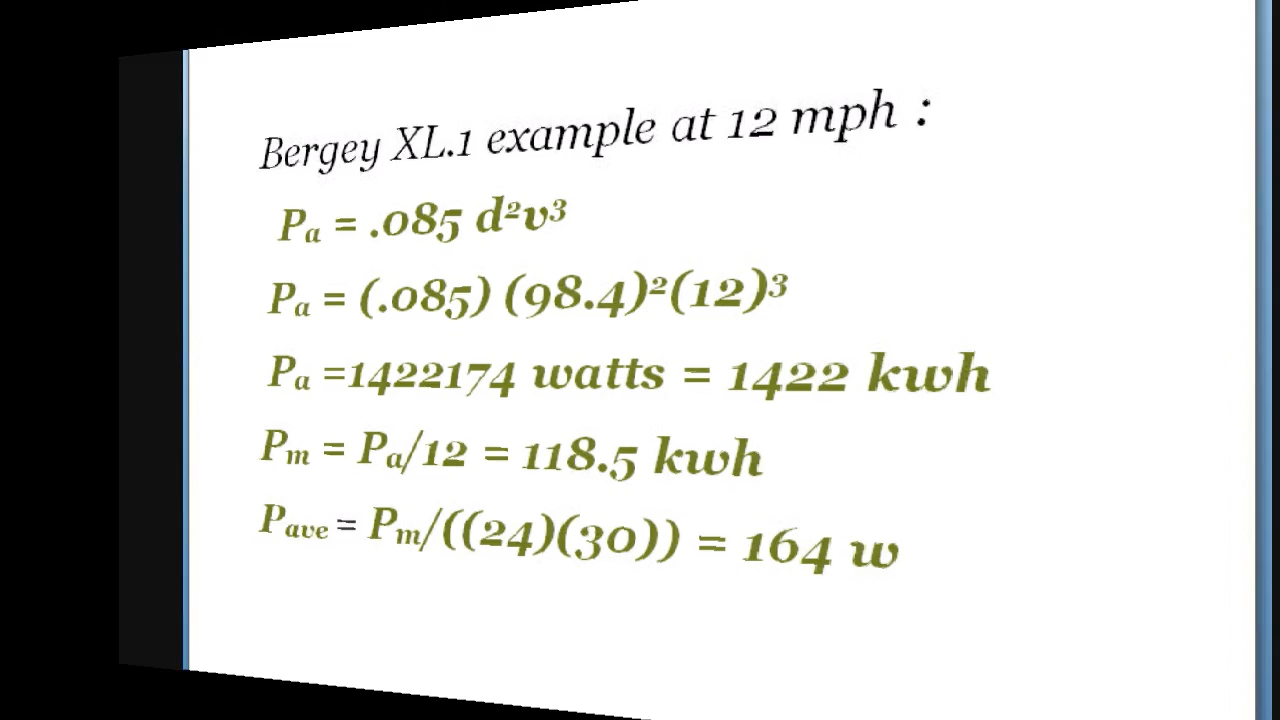 Bergey XL.1 example at 12 mph :
Pₐ = .085 d²v³
Pₐ = (.085) (98.4)²(12)³
Pₐ =1422174 watts = 1422 kwh
Pₘ = Pₐ/12 = 118.5 kwh
Pave = Pₘ/((24)(30)) = 164 w